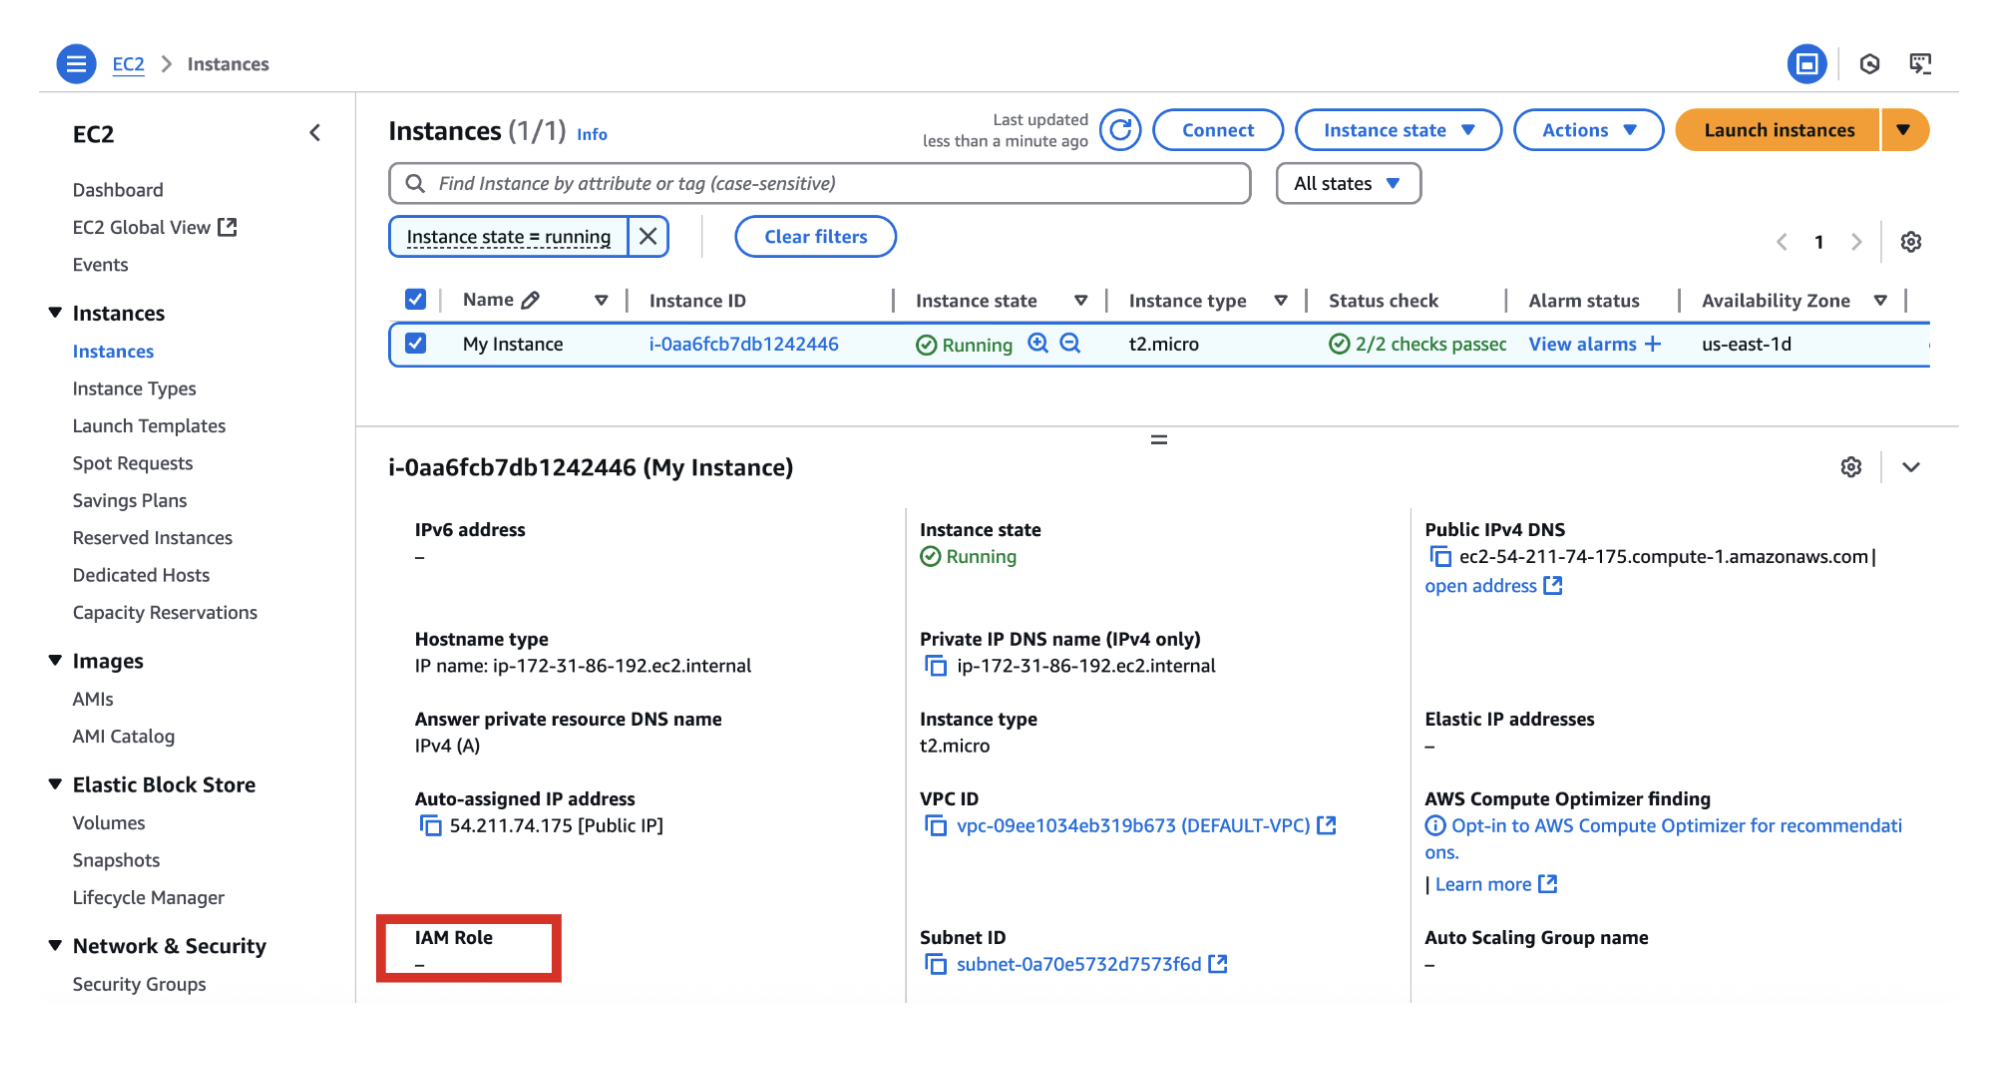 EC2 > Instances
EC2
Dashboard
EC2 Global View
Events
Instances
Instances
Instance Types
Launch Templates
Spot Requests
Savings Plans
Reserved Instances
Dedicated Hosts
Capacity Reservations
Images
AMIs
AMI Catalog
Elastic Block Store
Volumes
Snapshots
Lifecycle Manager
Network & Security
Security Groups
Instances (1/1) Info
Last updated
less than a minute ago
Connect
Instance state
Actions
Launch instances
Find Instance by attribute or tag (case-sensitive)
All states
Instance state = running
Clear filters
1
Name Instance ID Instance state Instance type Status check Alarm status Availability Zone
My Instance i-0aa6fcb7db1242446 Running t2.micro 2/2 checks passec View alarms + us-east-1d
i-0aa6fcb7db1242446 (My Instance)
IPv6 address
–
Instance state
Running
Public IPv4 DNS
ec2-54-211-74-175.compute-1.amazonaws.com |
open address
Hostname type
IP name: ip-172-31-86-192.ec2.internal
Private IP DNS name (IPv4 only)
ip-172-31-86-192.ec2.internal
Answer private resource DNS name
IPv4 (A)
Instance type
t2.micro
Elastic IP addresses
–
Auto-assigned IP address
54.211.74.175 [Public IP]
VPC ID
vpc-09ee1034eb319b673 (DEFAULT-VPC)
AWS Compute Optimizer finding
Opt-in to AWS Compute Optimizer for recommendati
ons.
| Learn more
IAM Role
–
Subnet ID
subnet-0a70e5732d7573f6d
Auto Scaling Group name
–